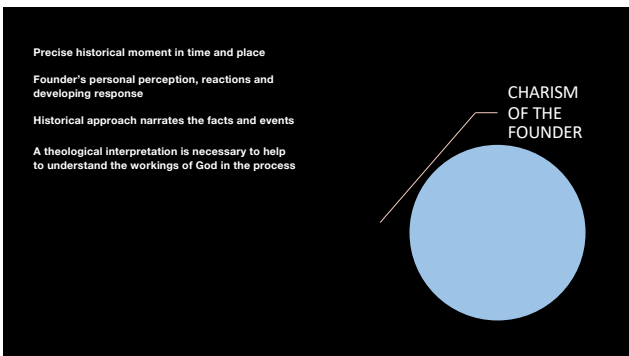 Precise historical moment in time and place
Founder's personal perception, reactions and
developing response
Historical approach narrates the facts and events
A theological interpretation is necessary to help
to understand the workings of God in the process
CHARISM
OF THE
FOUNDER